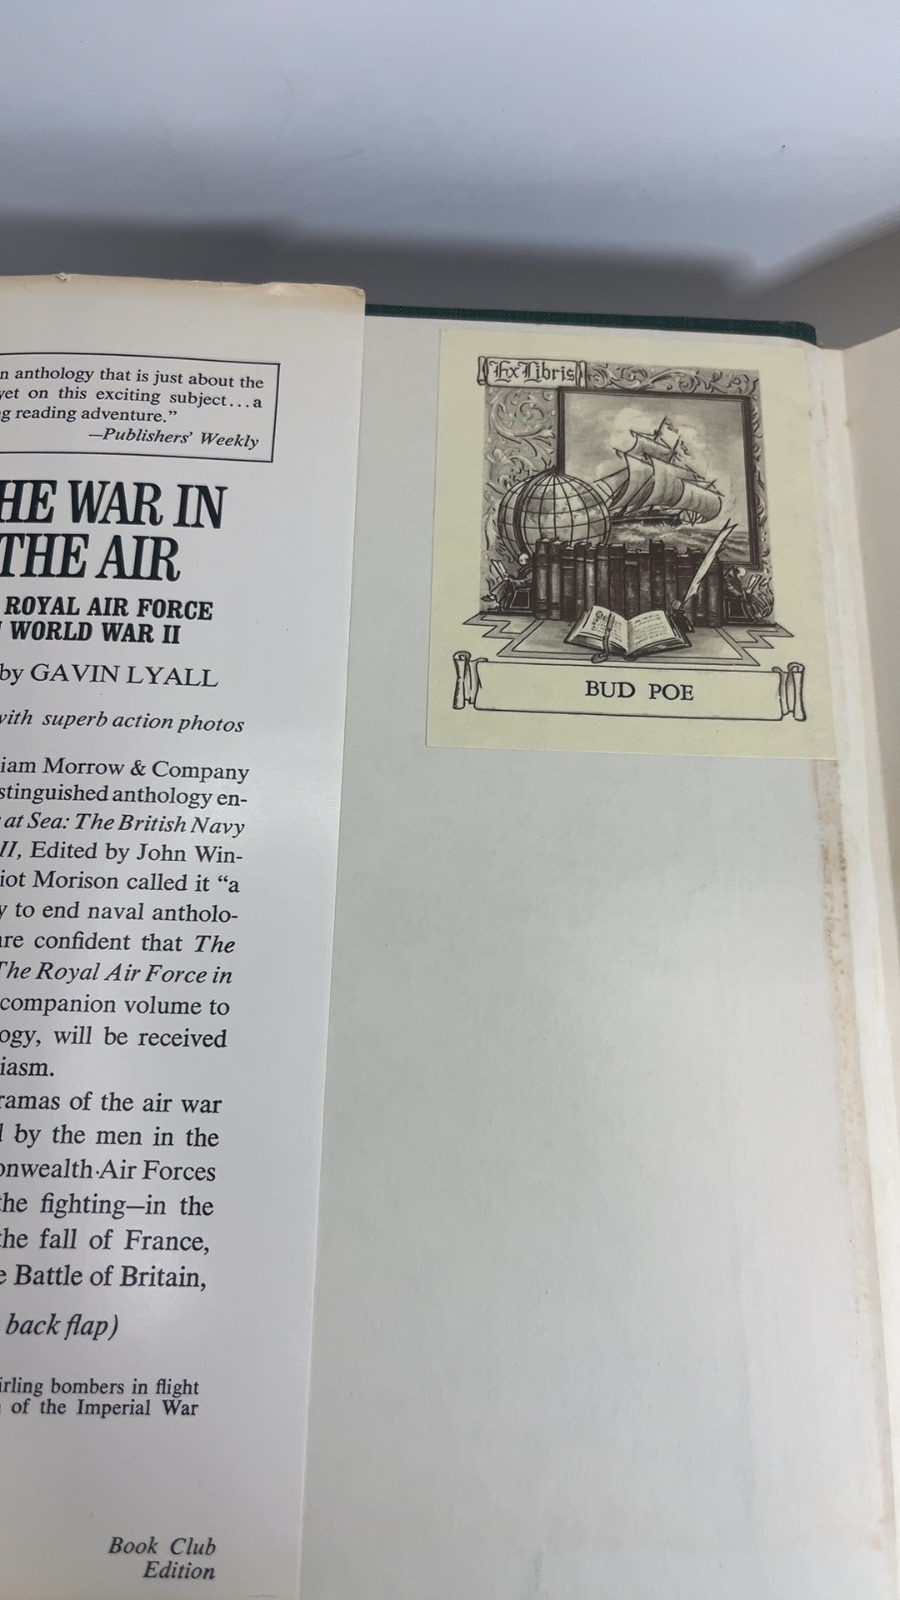 n anthology that is just about the
yet on this exciting subject...a
g reading adventure.”
—Publishers’ Weekly
HE WAR IN
THE AIR
ROYAL AIR FORCE
WORLD WAR II
by GAVIN LYALL
with superb action photos
iam Morrow & Company
stinguished anthology en-
at Sea: The British Navy
II, Edited by John Win-
iot Morison called it “a
y to end naval antholo-
are confident that The
The Royal Air Force in
companion volume to
ogy, will be received
iasm.
ramas of the air war
d by the men in the
onwealth·Air Forces
the fighting—in the
the fall of France,
e Battle of Britain,
back flap)
irling bombers in flight
of the Imperial War
Book Club
Edition
Ex Libris
BUD POE